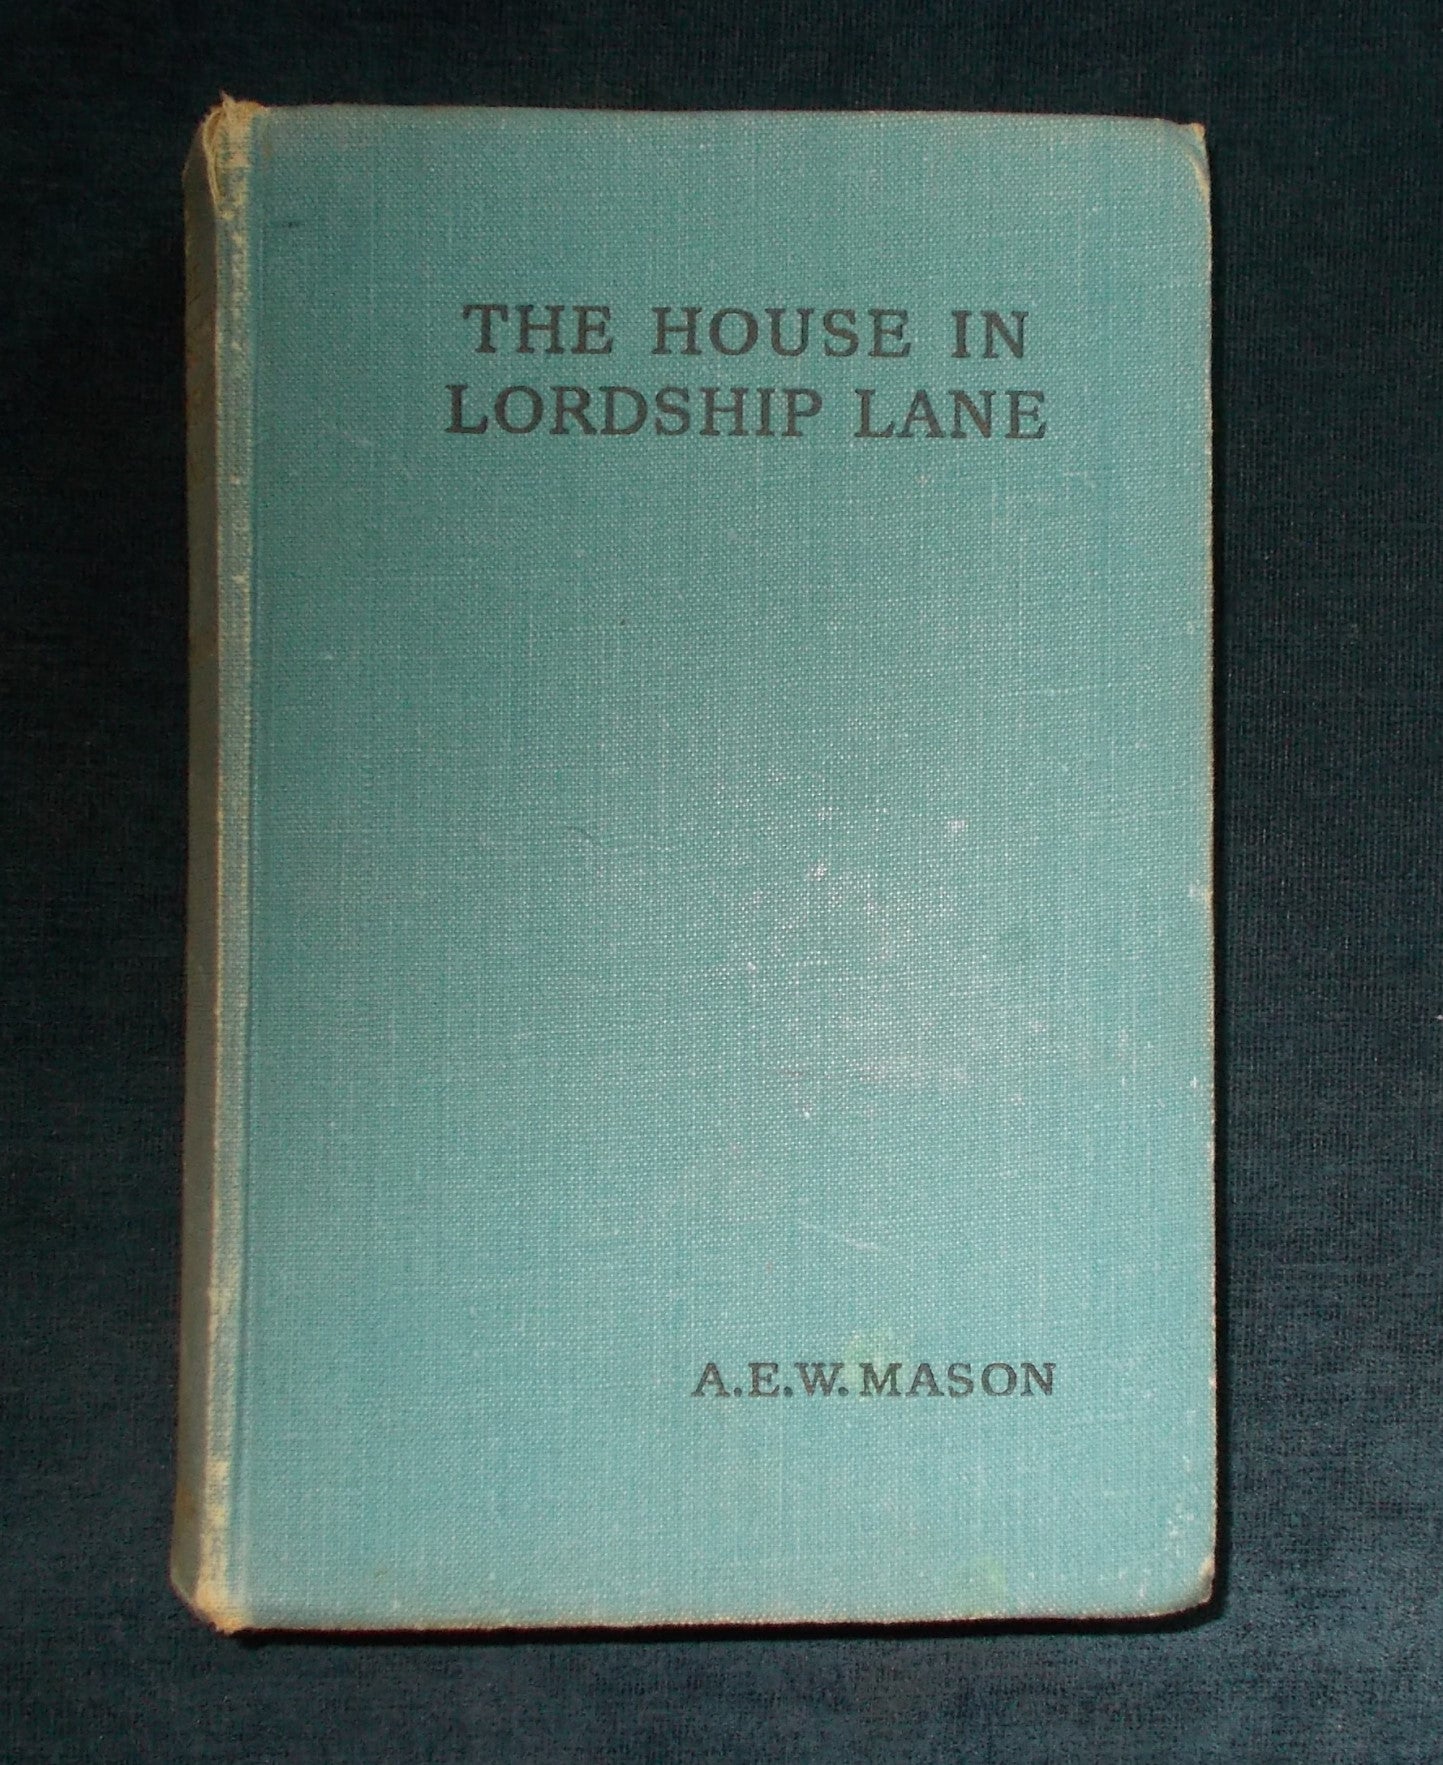 THE HOUSE IN
LORDSHIP LANE
A.E.W. MASON